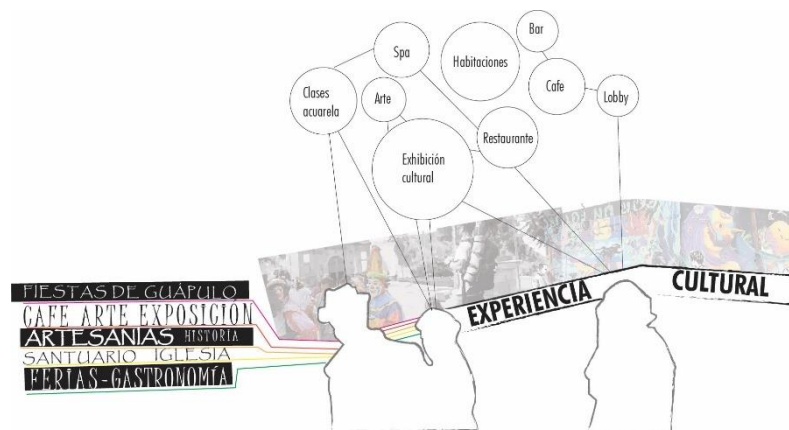 Bar
Spa
Habitaciones
Cafe
Clases
acuarela
Arte
Lobby
Restaurante
Exhibición
cultural
FIESTAS DE GUÁPULO
CAFE ARTE EXPOSICION
ARTESANIAS HISTORIA
SANTUARIO IGLESIA
FERIAS-GASTRONOMÍA
EXPERIENCIA
CULTURAL